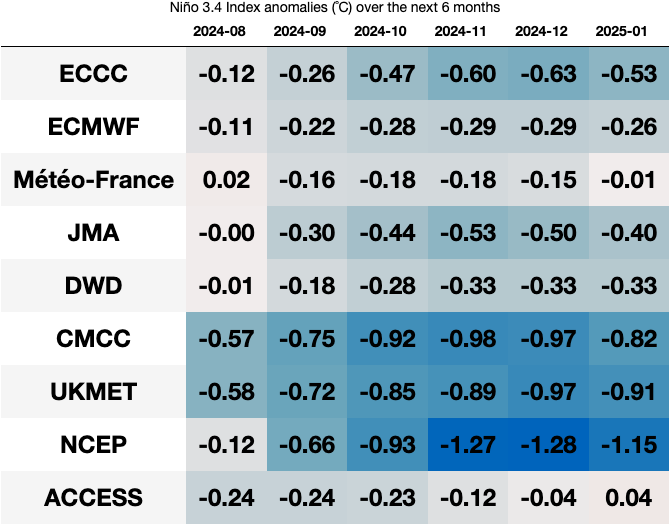 Niño 3.4 Index anomalies (℃) over the next 6 months
2024-08 2024-09 2024-10 2024-11 2024-12 2025-01
ECCC -0.12 -0.26 -0.47 -0.60 -0.63 -0.53
ECMWF -0.11 -0.22 -0.28 -0.29 -0.29 -0.26
Météo-France 0.02 -0.16 -0.18 -0.18 -0.15 -0.01
JMA -0.00 -0.30 -0.44 -0.53 -0.50 -0.40
DWD -0.01 -0.18 -0.28 -0.33 -0.33 -0.33
CMCC -0.57 -0.75 -0.92 -0.98 -0.97 -0.82
UKMET -0.58 -0.72 -0.85 -0.89 -0.97 -0.91
NCEP -0.12 -0.66 -0.93 -1.27 -1.28 -1.15
ACCESS -0.24 -0.24 -0.23 -0.12 -0.04 0.04